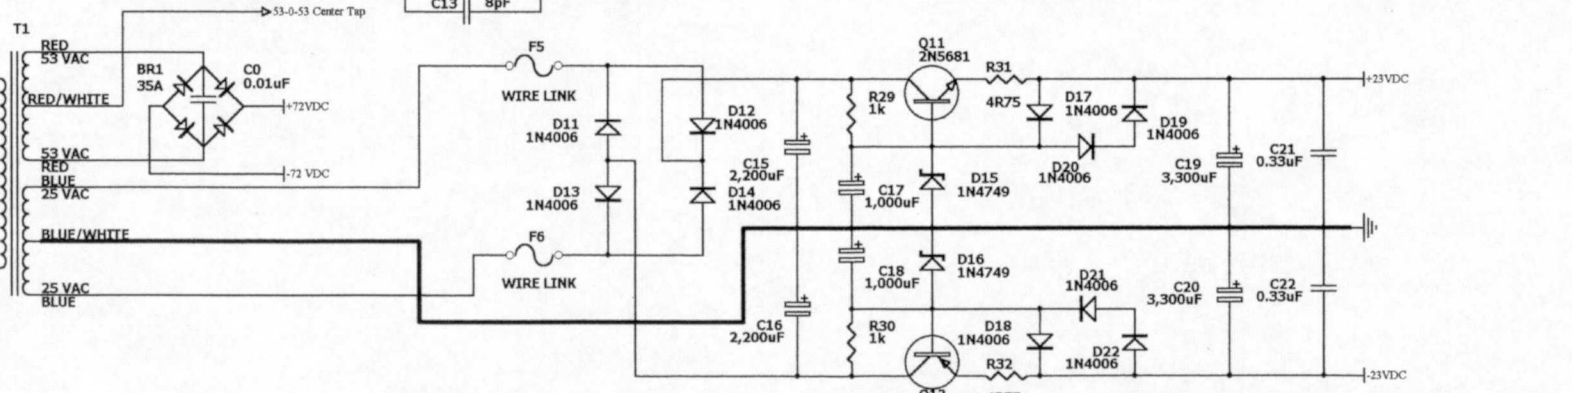 C13
8pF
53-0-53 Center Tap
T1
RED
53 VAC
BR1
35A
C0
0.01uF
RED/WHITE
+72VDC
53 VAC
RED
-72 VDC
BLUE
25 VAC
BLUE/WHITE
25 VAC
BLUE
F5
WIRE LINK
D11
1N4006
D12
1N4006
D13
1N4006
D14
1N4006
F6
WIRE LINK
C15
2,200uF
C16
2,200uF
Q11
2N5681
R29
1k
R31
4R75
D17
1N4006
D19
1N4006
D20
1N4006
C17
1,000uF
D15
1N4749
C18
1,000uF
D16
1N4749
R30
1k
D18
1N4006
D21
1N4006
D22
1N4006
R32
C19
3,300uF
C21
0.33uF
C20
3,300uF
C22
0.33uF
+23VDC
-23VDC